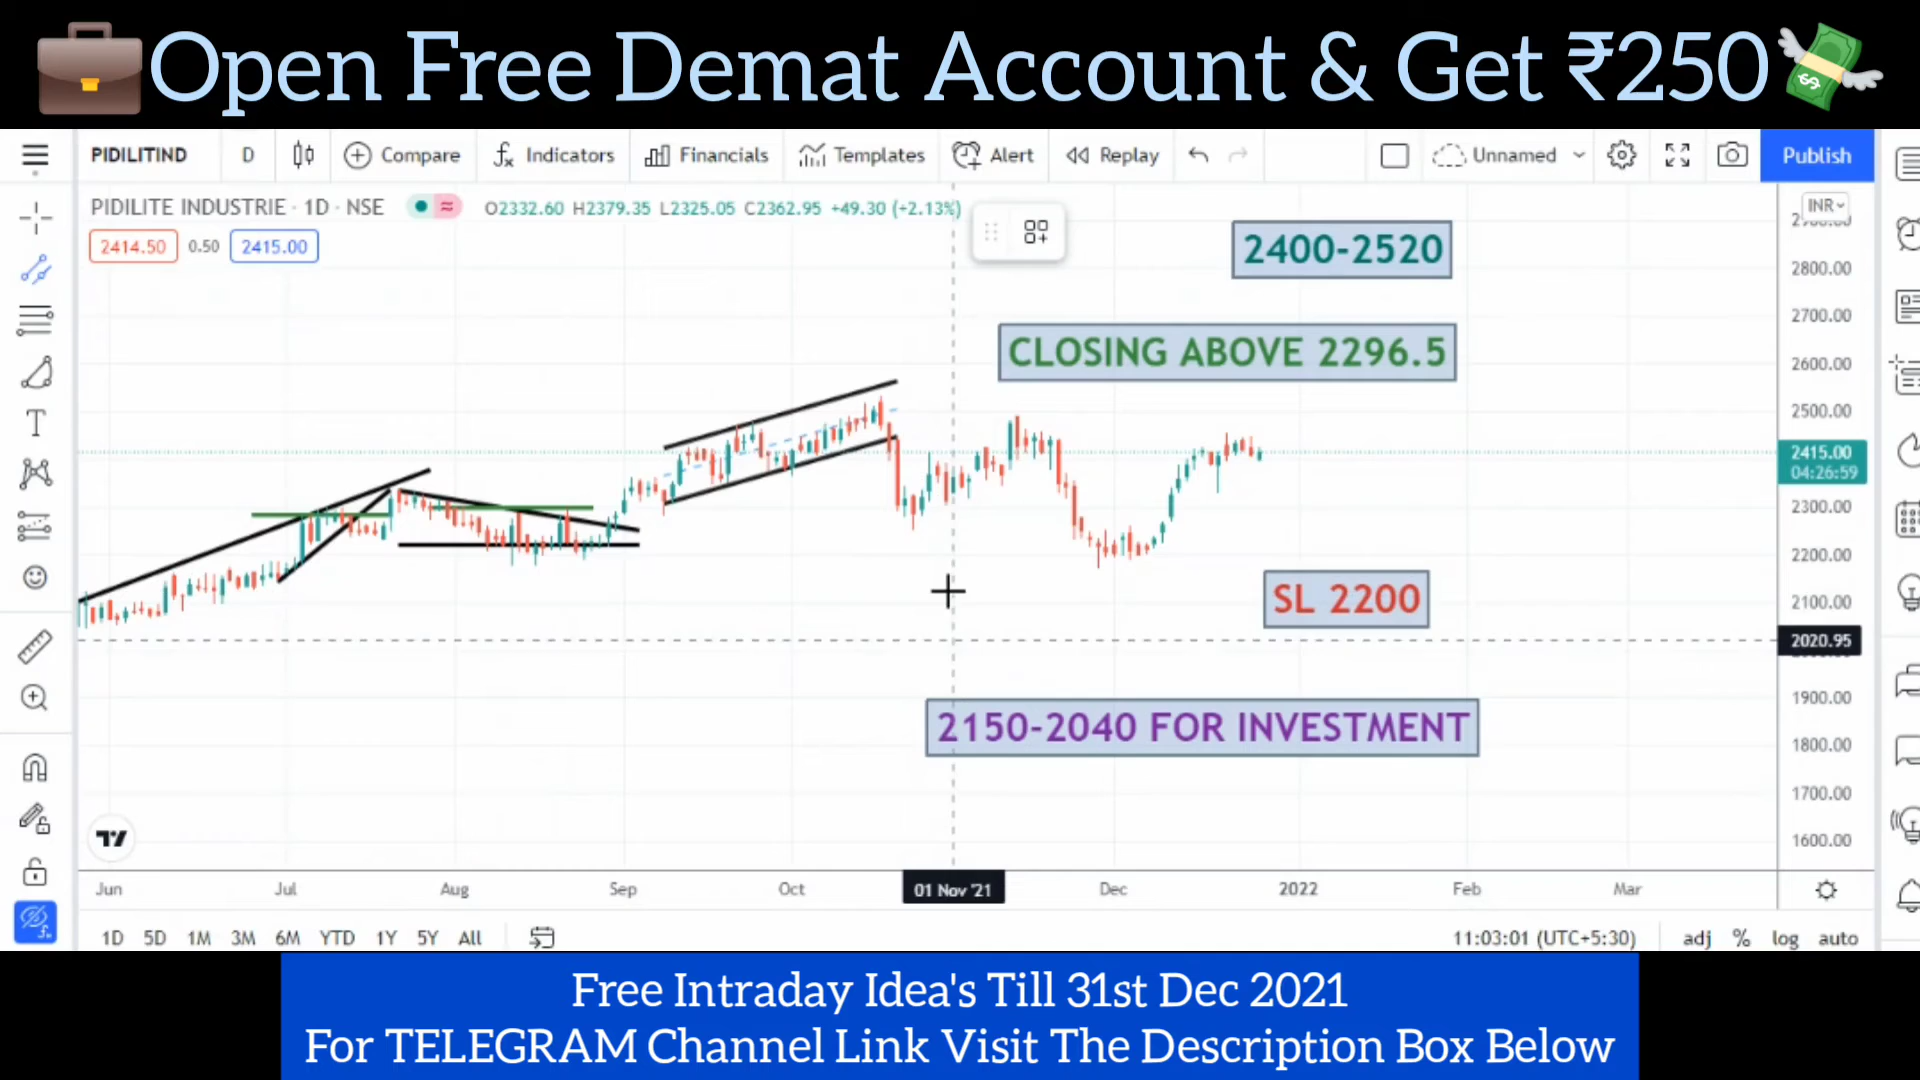 Open Free Demat Account & Get ₹250
PIDILITIND D Compare Indicators Financials Templates Alert Replay Unnamed Publish
PIDILITE INDUSTRIE · 1D · NSE O2332.60 H2379.35 L2325.05 C2362.95 +49.30 (+2.13%)
INR
2414.50 0.50 2415.00
2400-2520
2800.00
2700.00
CLOSING ABOVE 2296.5
2600.00
2500.00
2415.00
04:26:59
2300.00
2200.00
SL 2200
2100.00
2020.95
1900.00
2150-2040 FOR INVESTMENT
1800.00
1700.00
1600.00
Jun Jul Aug Sep Oct 01 Nov '21 Dec 2022 Feb Mar
1D 5D 1M 3M 6M YTD 1Y 5Y All 11:03:01 (UTC+5:30) adj % log auto
Free Intraday Idea's Till 31st Dec 2021
For TELEGRAM Channel Link Visit The Description Box Below